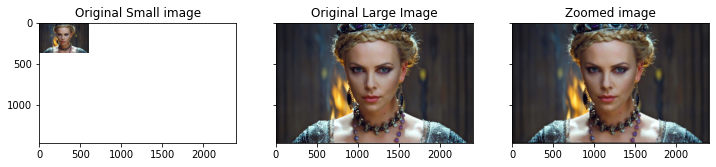 Original Small image
Original Large Image
Zoomed image
0
500
1000
0 500 1000 1500 2000
0 500 1000 1500 2000
0 500 1000 1500 2000